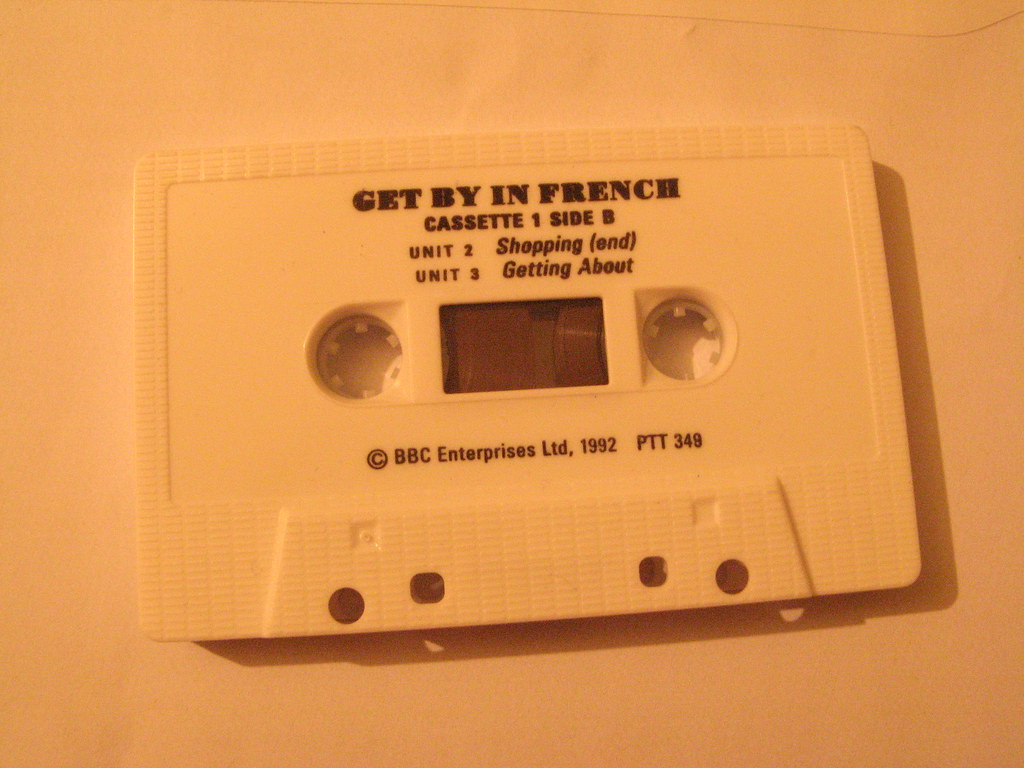 GET BY IN FRENCH
CASSETTE 1 SIDE B
UNIT 2 Shopping (end)
UNIT 3 Getting About
© BBC Enterprises Ltd, 1992 PTT 349